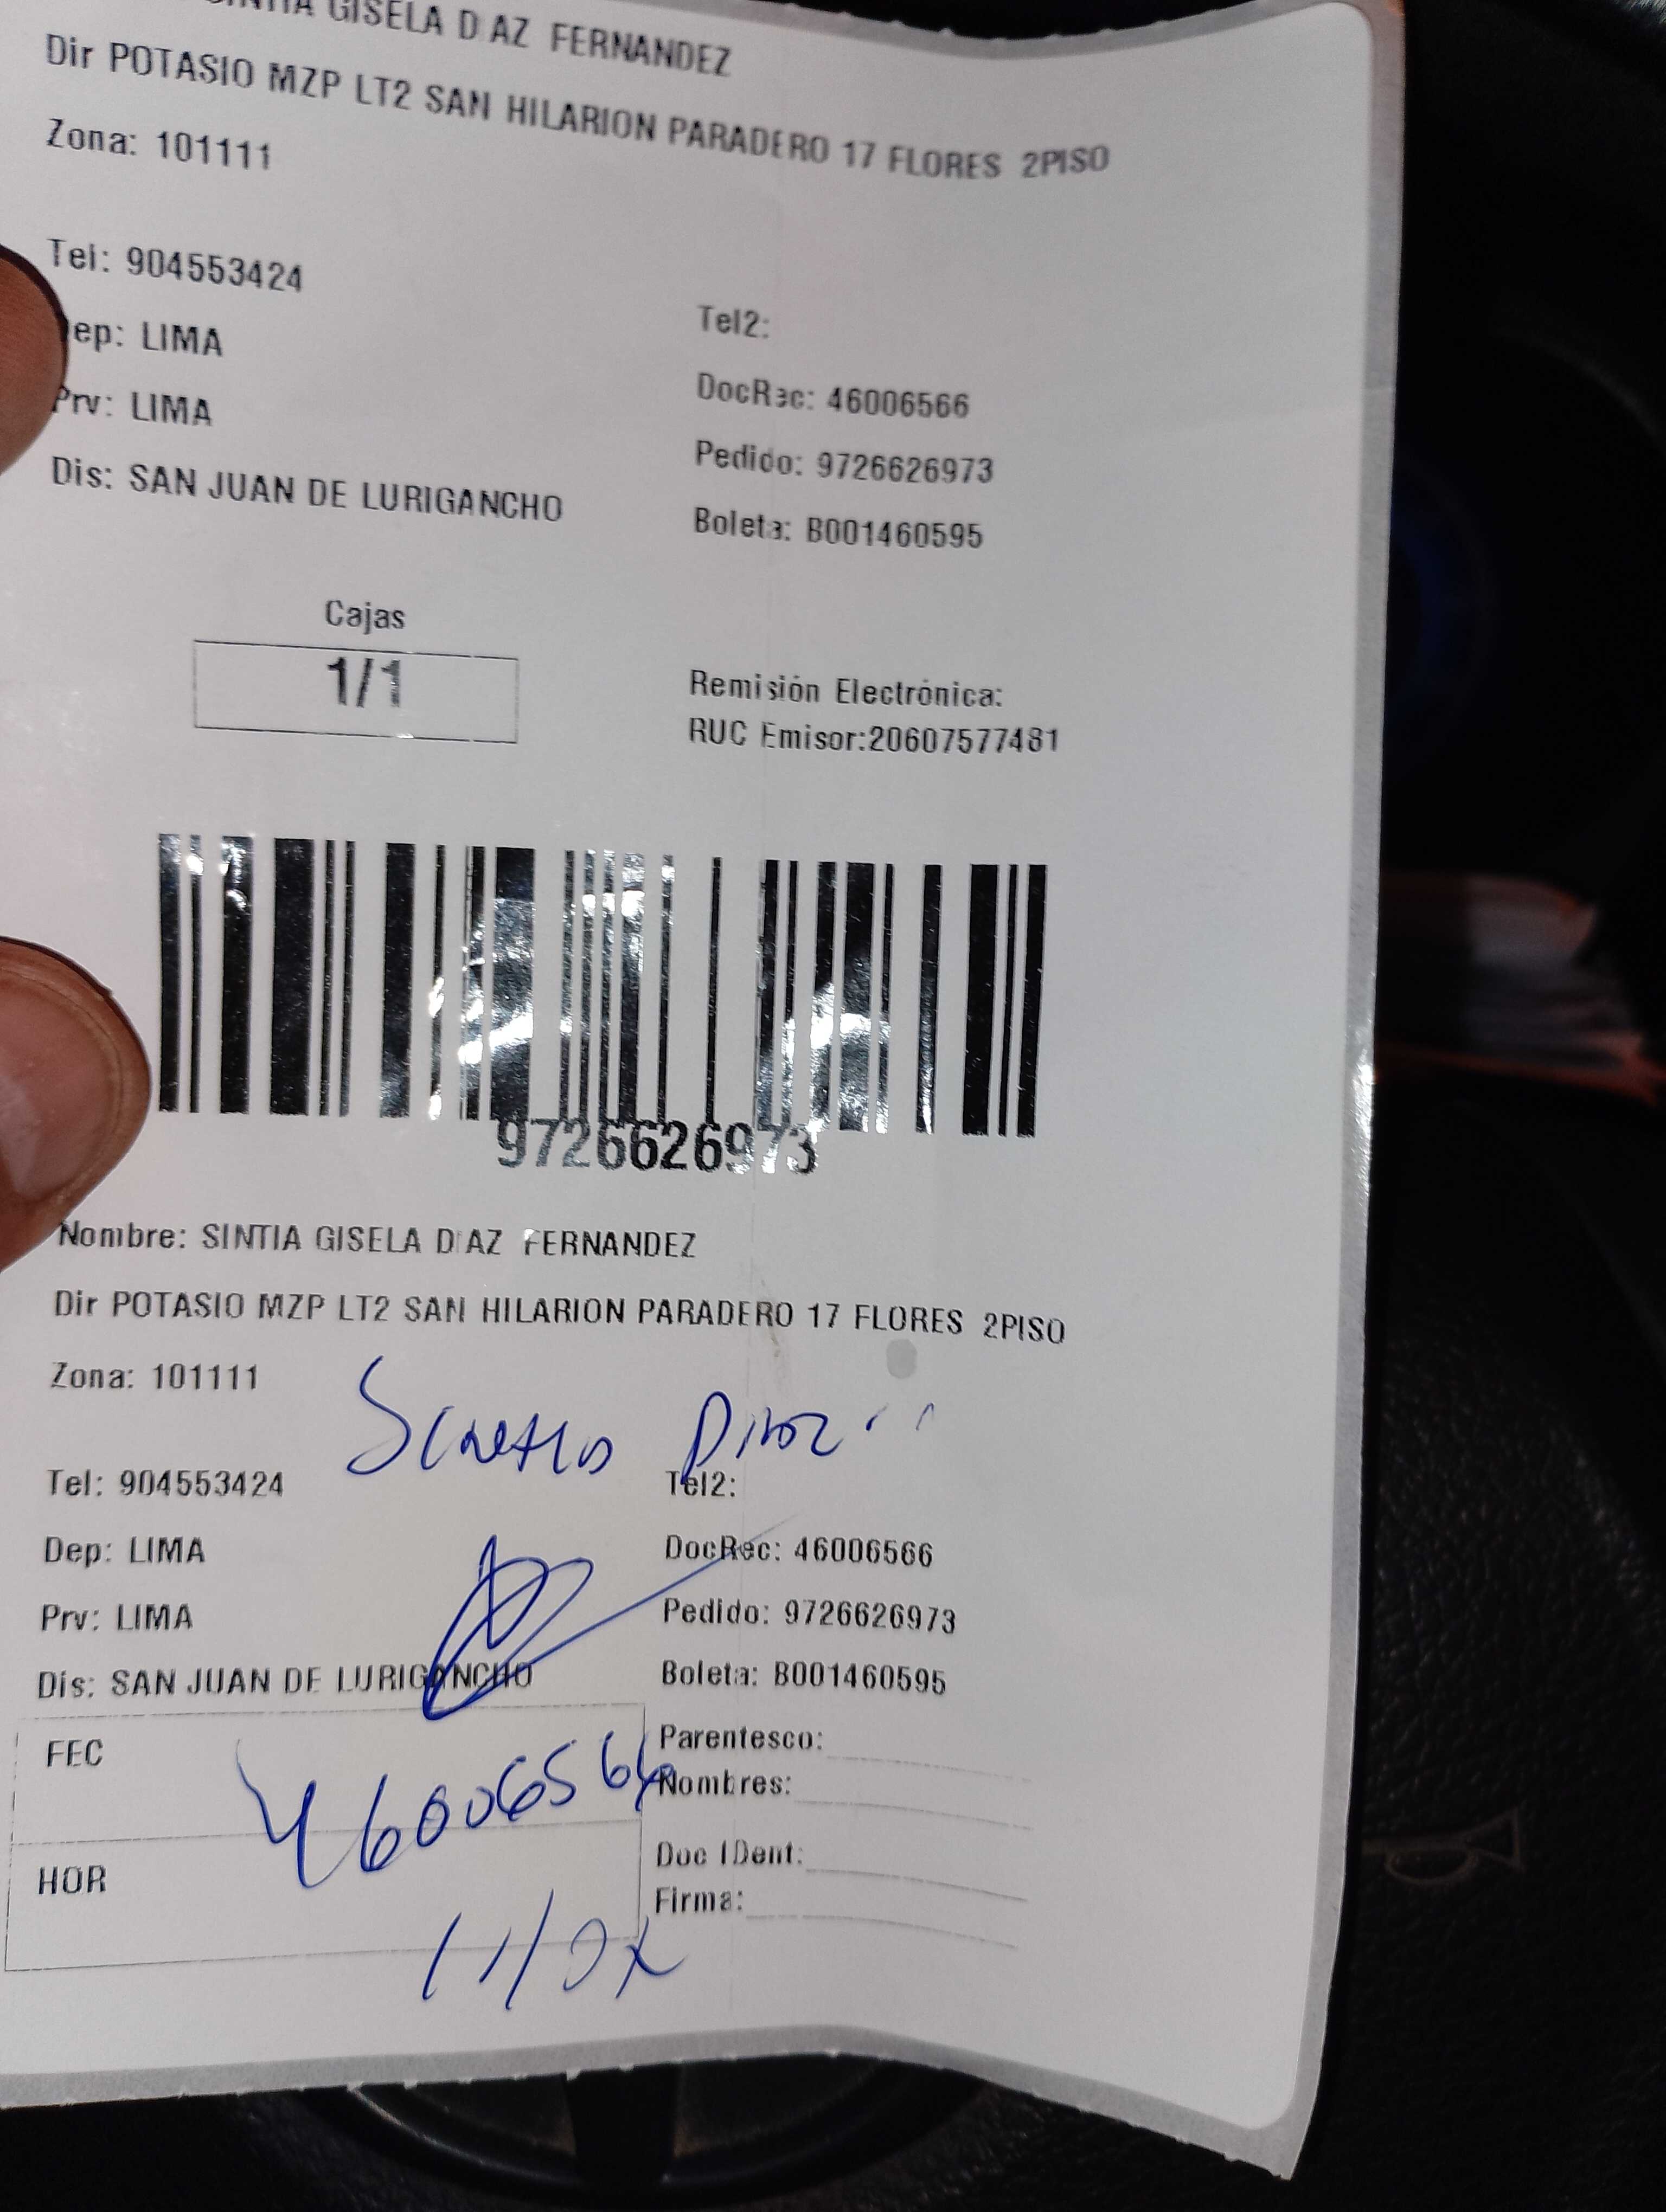 GISELA D AZ FERNANDEZ
Dir POTASIO MZP LT2 SAN HILARION PARADERO 17 FLORES 2PISO
Zona: 101111
Tel: 904553424
Tel2:
ep: LIMA
DocRec: 46006566
Prv: LIMA
Pedido: 9726626973
Dis: SAN JUAN DE LURIGANCHO
Boleta: B001460595
Cajas
1/1
Remisión Electrónica:
RUC Emisor:20607577481
9726626973
Nombre: SINTIA GISELA D AZ FERNANDEZ
Dir POTASIO MZP LT2 SAN HILARION PARADERO 17 FLORES 2PISO
Zona: 101111
Tel: 904553424
Tel2:
Dep: LIMA
DocRec: 46006566
Prv: LIMA
Pedido: 9726626973
Dis: SAN JUAN DE LURIGANCHO
Boleta: B001460595
FEC
Parentesco:
46006566
Nombres:
HOR
Doc IDent:
Firma: